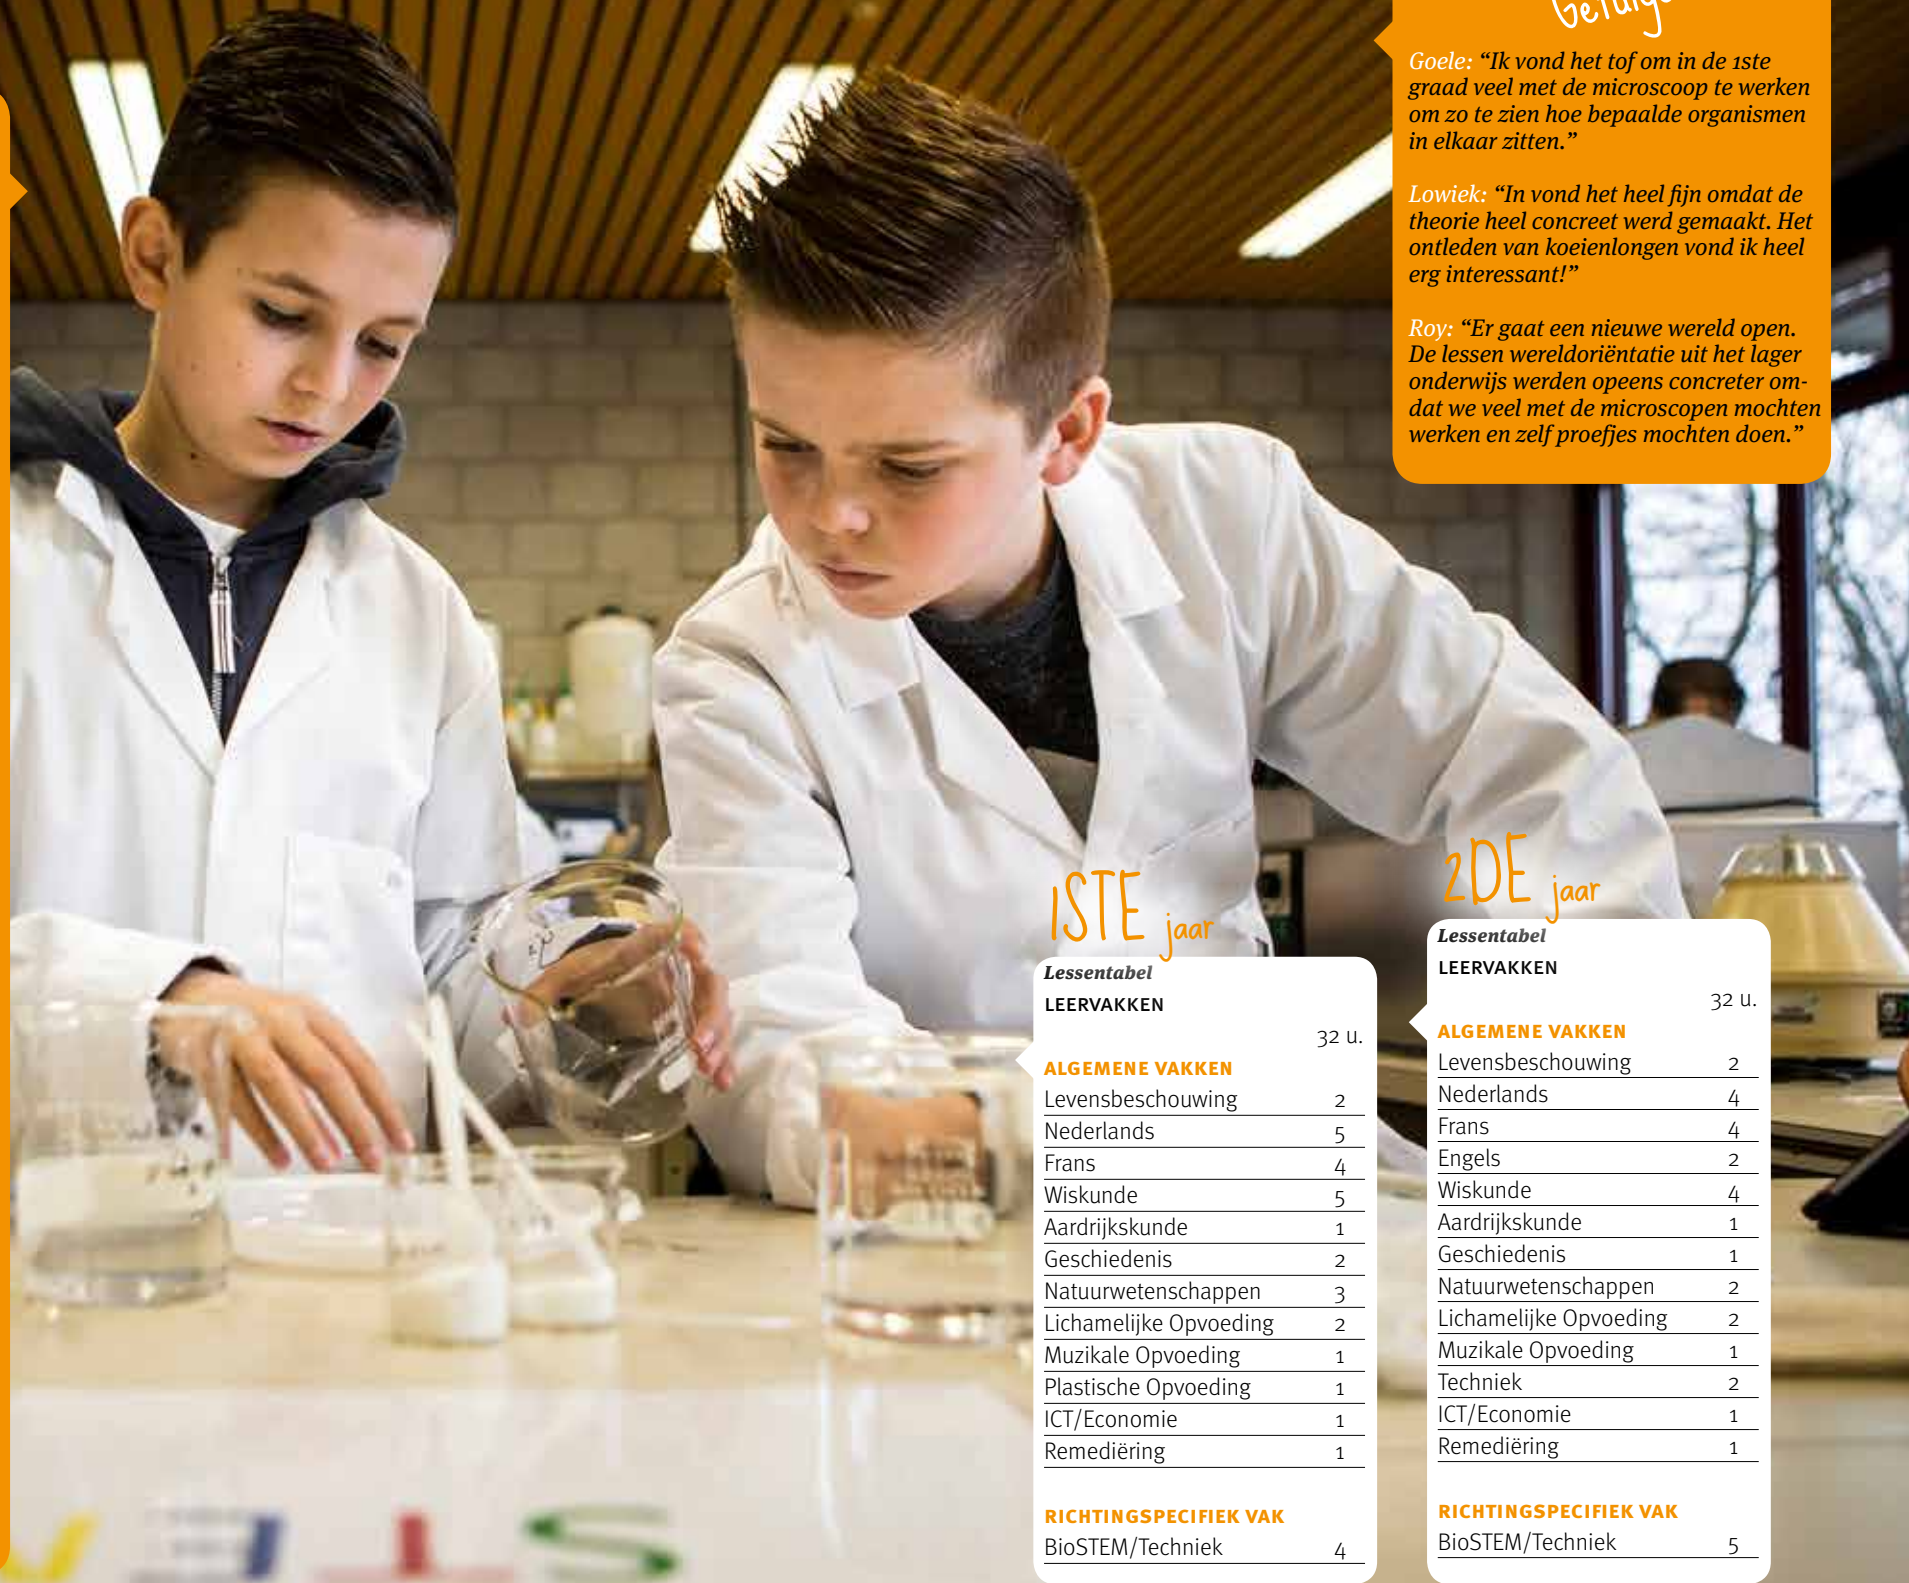 Goele: “Ik vond het tof om in de 1ste
graad veel met de microscoop te werken
om zo te zien hoe bepaalde organismen
in elkaar zitten.”
Lowiek: “In vond het heel fijn omdat de
theorie heel concreet werd gemaakt. Het
ontleden van koeienlongen vond ik heel
erg interessant!”
Roy: “Er gaat een nieuwe wereld open.
De lessen wereldoriëntatie uit het lager
onderwijs werden opeens concreter om-
dat we veel met de microscopen mochten
werken en zelf proefjes mochten doen.”
1STE jaar
Lessentabel
LEERVAKKEN
32 u.
ALGEMENE VAKKEN
Levensbeschouwing 2
Nederlands 5
Frans 4
Wiskunde 5
Aardrijkskunde 1
Geschiedenis 2
Natuurwetenschappen 3
Lichamelijke Opvoeding 2
Muzikale Opvoeding 1
Plastische Opvoeding 1
ICT/Economie 1
Remediëring 1
RICHTINGSPECIFIEK VAK
BioSTEM/Techniek 4
2DE jaar
Lessentabel
LEERVAKKEN
32 u.
ALGEMENE VAKKEN
Levensbeschouwing 2
Nederlands 4
Frans 4
Engels 2
Wiskunde 4
Aardrijkskunde 1
Geschiedenis 1
Natuurwetenschappen 2
Lichamelijke Opvoeding 2
Muzikale Opvoeding 1
Techniek 2
ICT/Economie 1
Remediëring 1
RICHTINGSPECIFIEK VAK
BioSTEM/Techniek 5